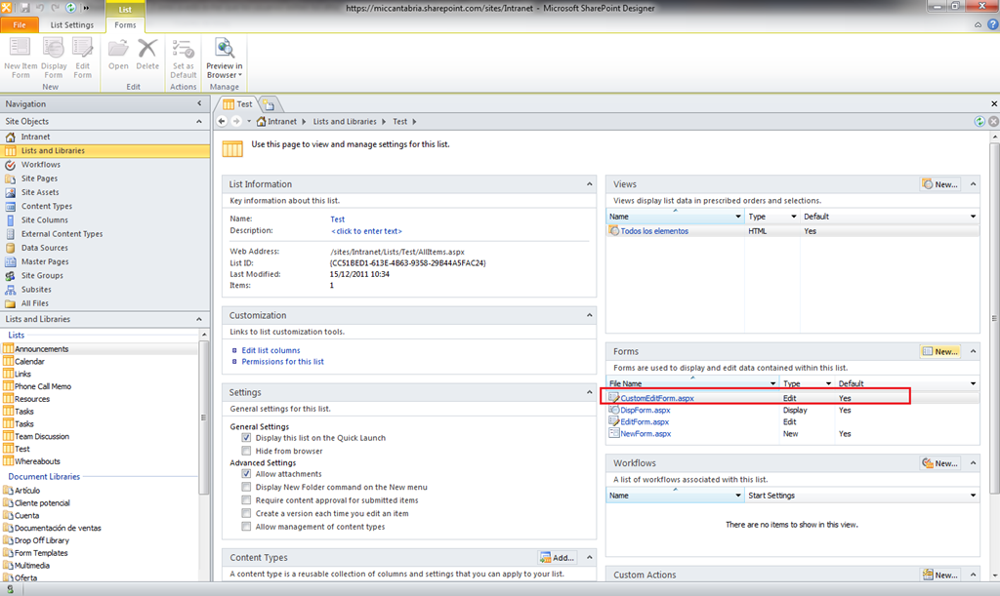 https://miccantabria.sharepoint.com/sites/Intranet - Microsoft SharePoint Designer
List
File
List Settings
Forms
New Item Form
Display Form
Edit Form
Open
Delete
Set as Default
Preview in Browser
New
Edit
Actions
Manage
Navigation
Site Objects
Intranet
Lists and Libraries
Workflows
Site Pages
Site Assets
Content Types
Site Columns
External Content Types
Data Sources
Master Pages
Site Groups
Subsites
All Files
Lists and Libraries
Lists
Announcements
Calendar
Links
Phone Call Memo
Resources
Tasks
Tasks
Team Discussion
Test
Whereabouts
Document Libraries
Artículo
Cliente potencial
Cuenta
Documentación de ventas
Drop Off Library
Form Templates
Multimedia
Oferta
Test
Intranet Lists and Libraries Test
Use this page to view and manage settings for this list.
List Information
Key information about this list.
Name: Test
Description: <click to enter text>
Web Address: /sites/Intranet/Lists/Test/AllItems.aspx
List ID: {CC51BED1-613E-4B63-9358-29B44A5FAC24}
Last Modified: 15/12/2011 10:34
Items: 1
Customization
Links to list customization tools.
Edit list columns
Permissions for this list
Settings
General settings for this list.
General Settings
Display this list on the Quick Launch
Hide from browser
Advanced Settings
Allow attachments
Display New Folder command on the New menu
Require content approval for submitted items
Create a version each time you edit an item
Allow management of content types
Content Types Add...
A content type is a reusable collection of columns and settings that you can apply to your list.
Views New...
Views display list data in prescribed orders and selections.
Name Type Default
Todos los elementos HTML Yes
Forms New...
Forms are used to display and edit data contained within this list.
File Name Type Default
CustomEditForm.aspx Edit Yes
DispForm.aspx Display Yes
EditForm.aspx Edit
NewForm.aspx New Yes
Workflows New...
A list of workflows associated with this list.
Name Start Settings
There are no items to show in this view.
Custom Actions New...